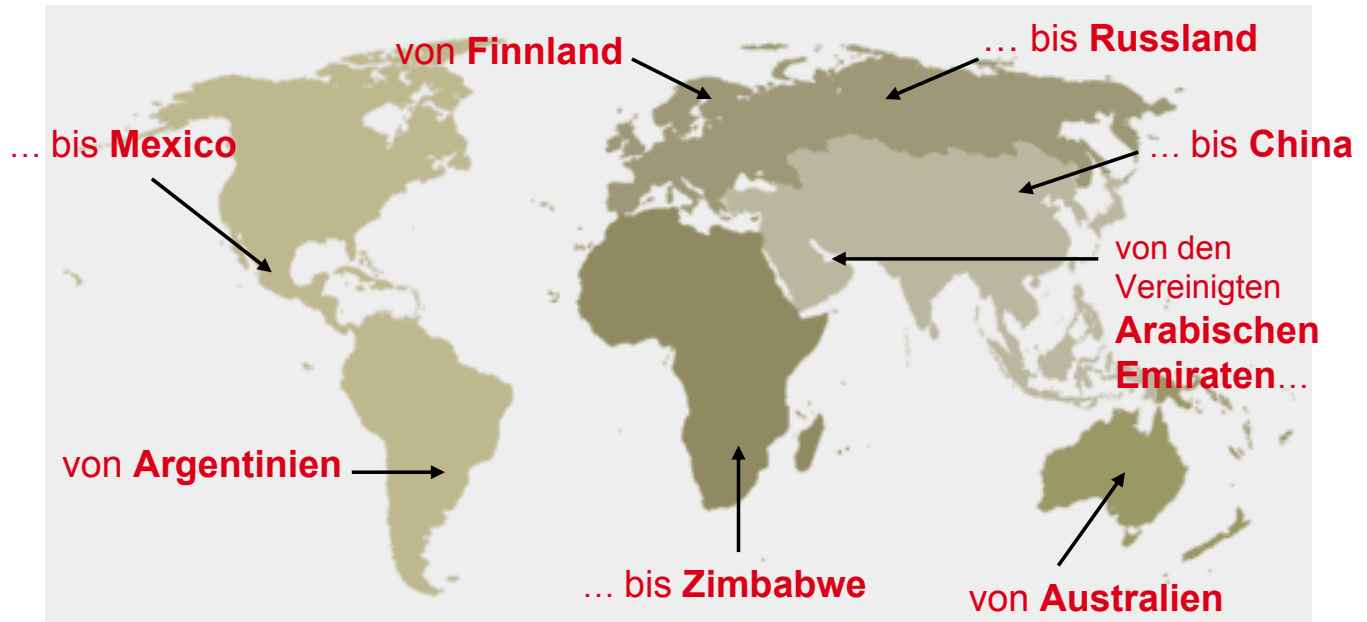 von Finnland
… bis Russland
… bis Mexico
… bis China
von den
Vereinigten
Arabischen
Emiraten…
von Argentinien
… bis Zimbabwe
von Australien